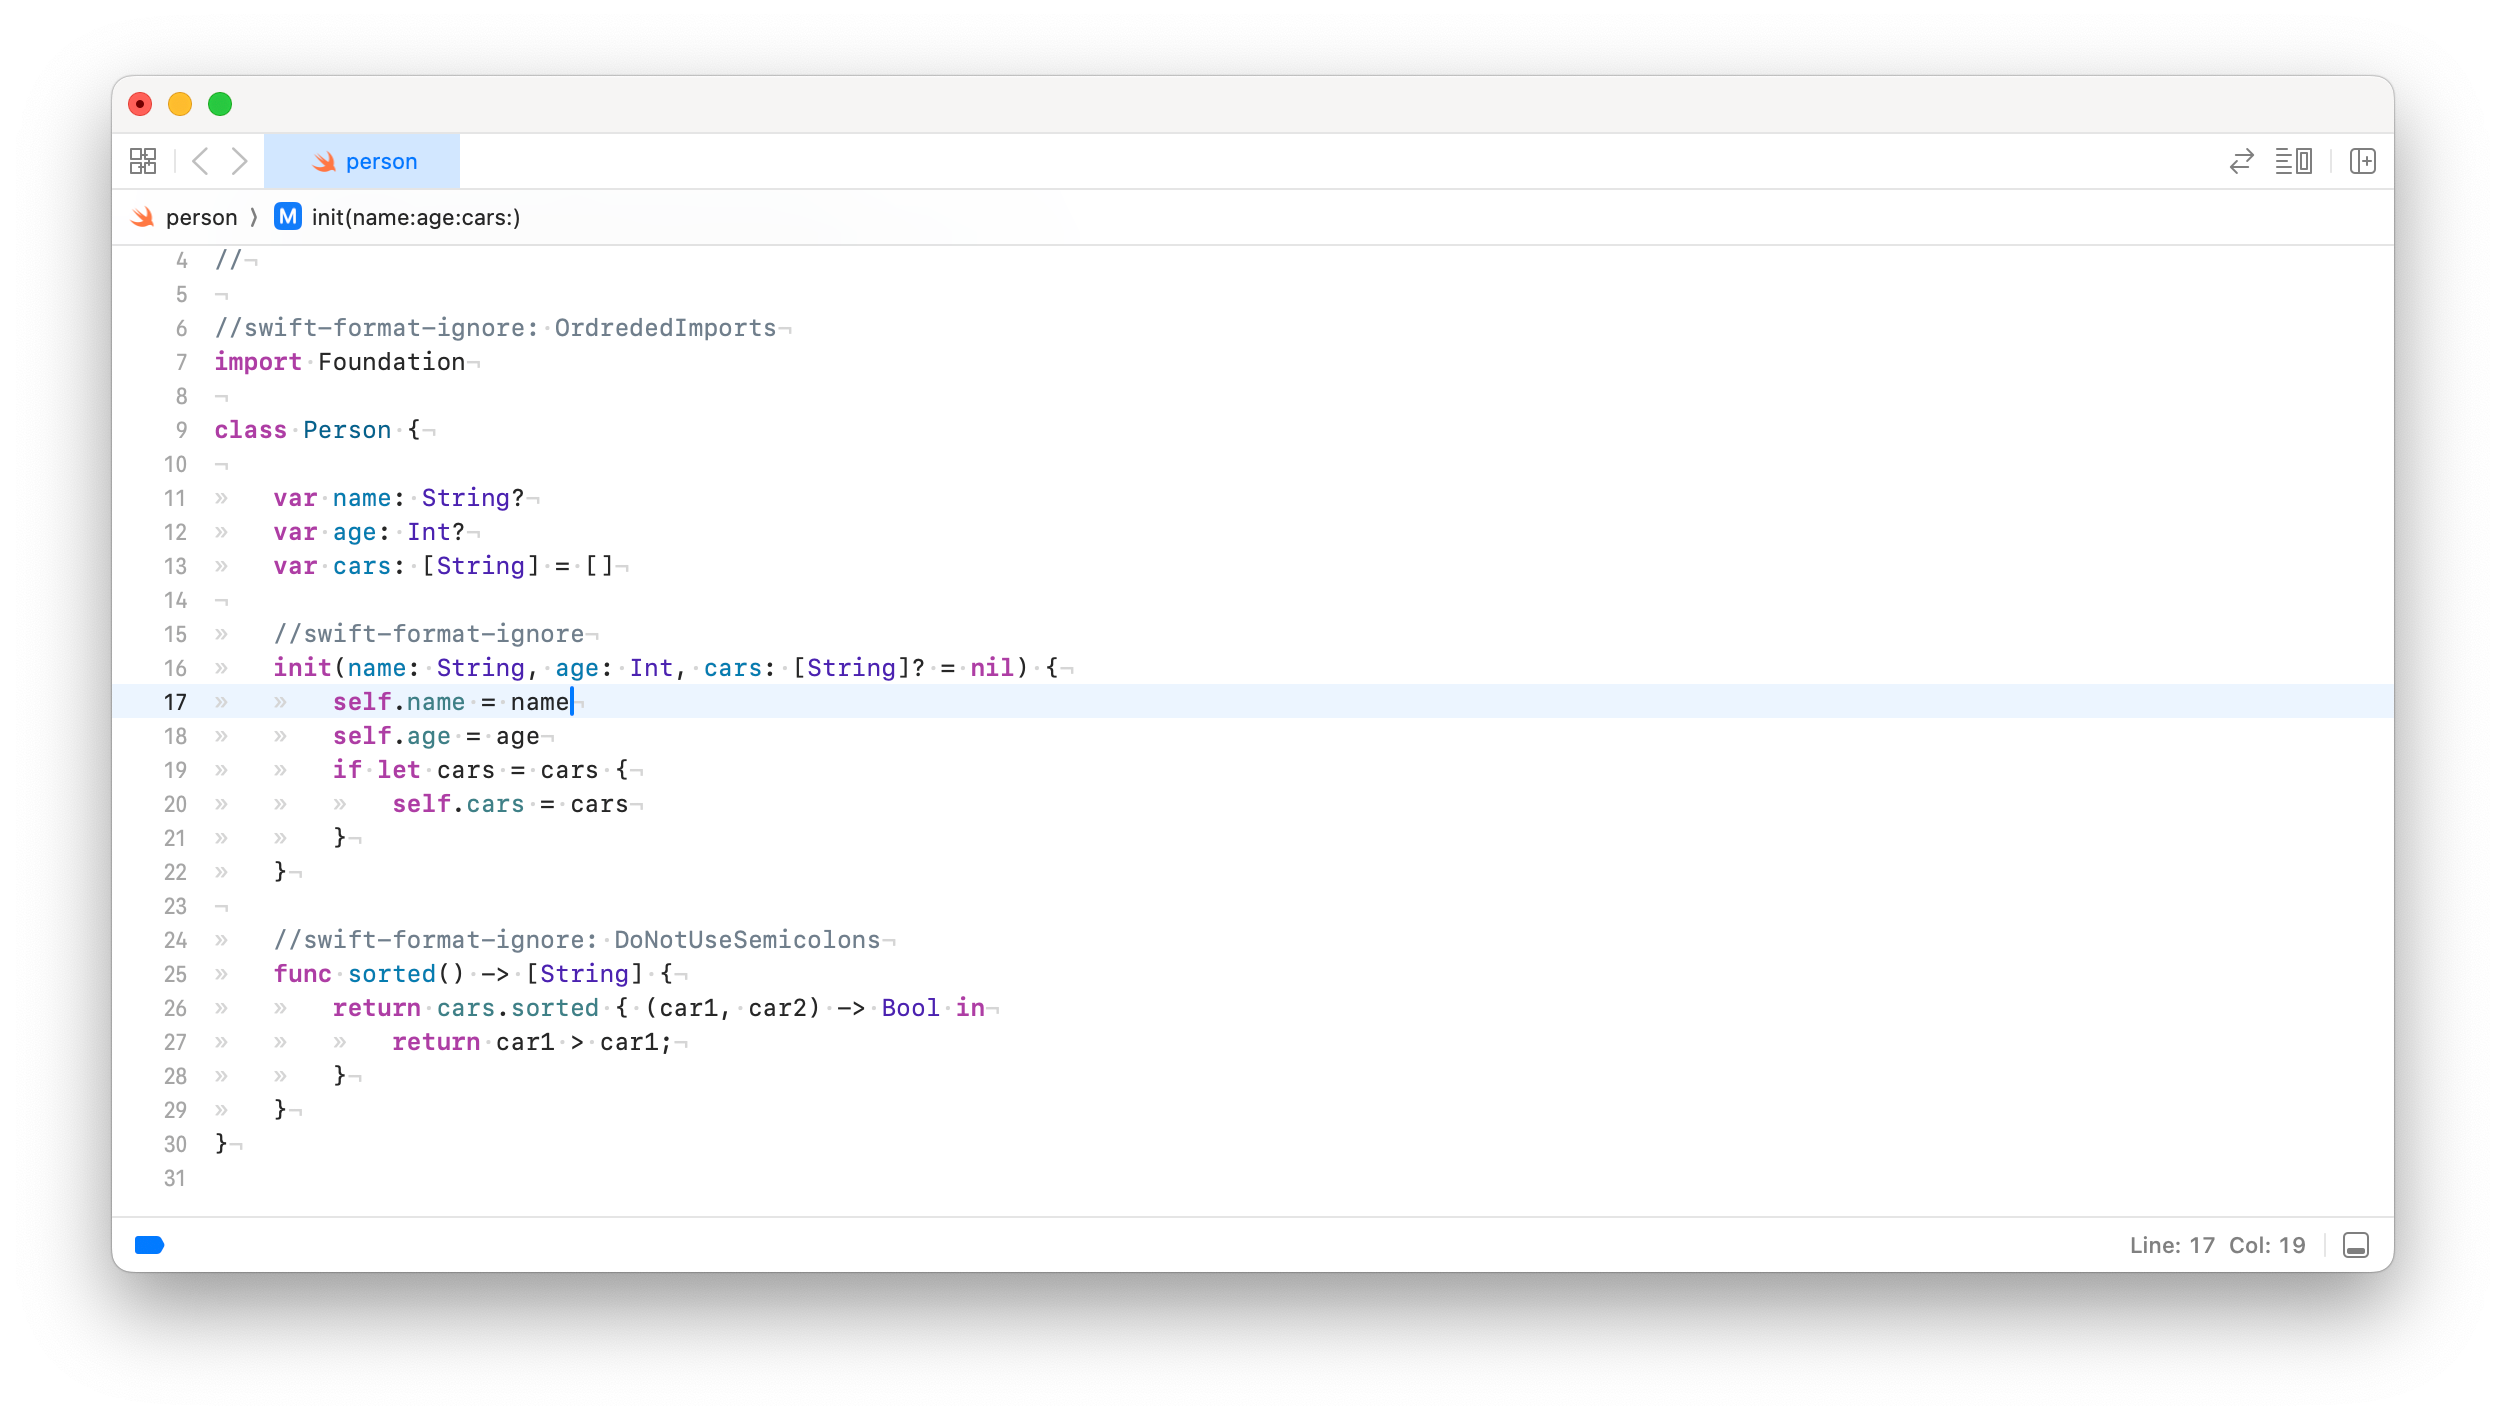 person
person ⟩ M init(name:age:cars:)
4 //
5
6 //swift-format-ignore: OrdrededImports
7 import Foundation
8
9 class Person {
10
11 var name: String?
12 var age: Int?
13 var cars: [String] = []
14
15 //swift-format-ignore
16 init(name: String, age: Int, cars: [String]? = nil) {
17 self.name = name
18 self.age = age
19 if let cars = cars {
20 self.cars = cars
21 }
22 }
23
24 //swift-format-ignore: DoNotUseSemicolons
25 func sorted() -> [String] {
26 return cars.sorted { (car1, car2) -> Bool in
27 return car1 > car1;
28 }
29 }
30 }
31
Line: 17 Col: 19